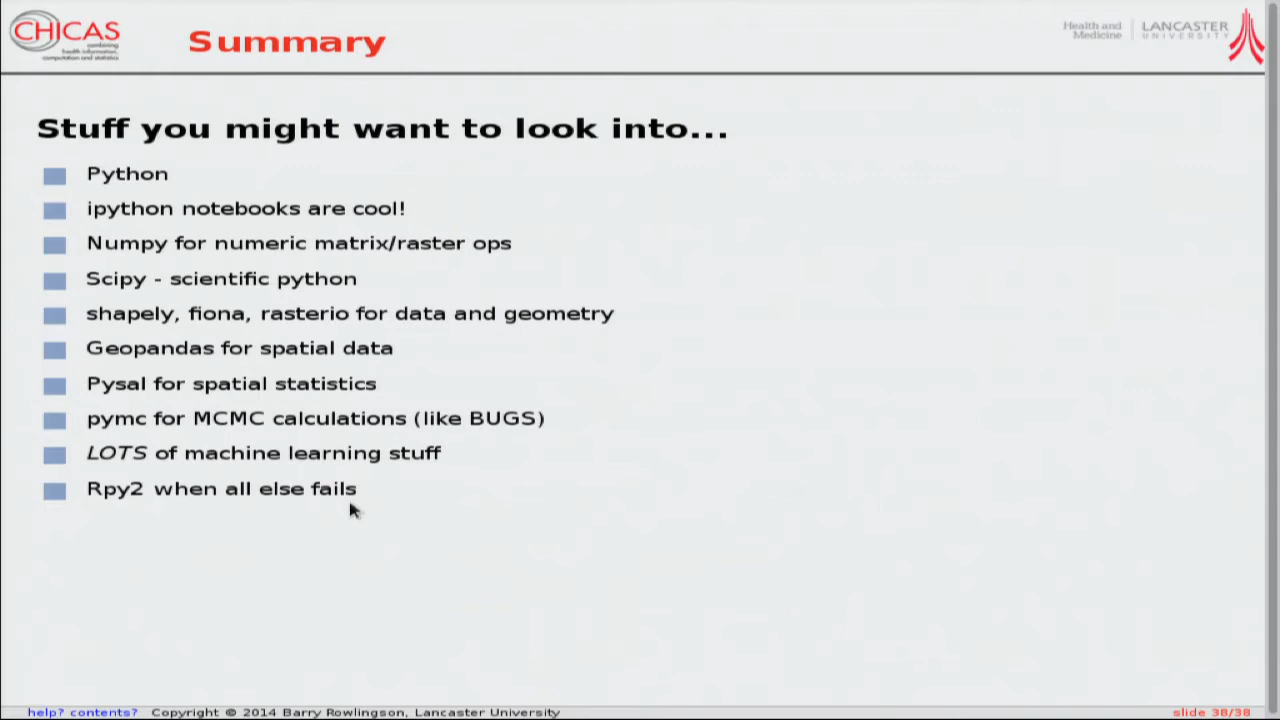 CHICAS
combining
health information,
computation and statistics
Summary
Health and
Medicine
LANCASTER
UNIVERSITY
Stuff you might want to look into...
Python
ipython notebooks are cool!
Numpy for numeric matrix/raster ops
Scipy - scientific python
shapely, fiona, rasterio for data and geometry
Geopandas for spatial data
Pysal for spatial statistics
pymc for MCMC calculations (like BUGS)
LOTS of machine learning stuff
Rpy2 when all else fails
help? contents? Copyright © 2014 Barry Rowlingson, Lancaster University
slide 38/38